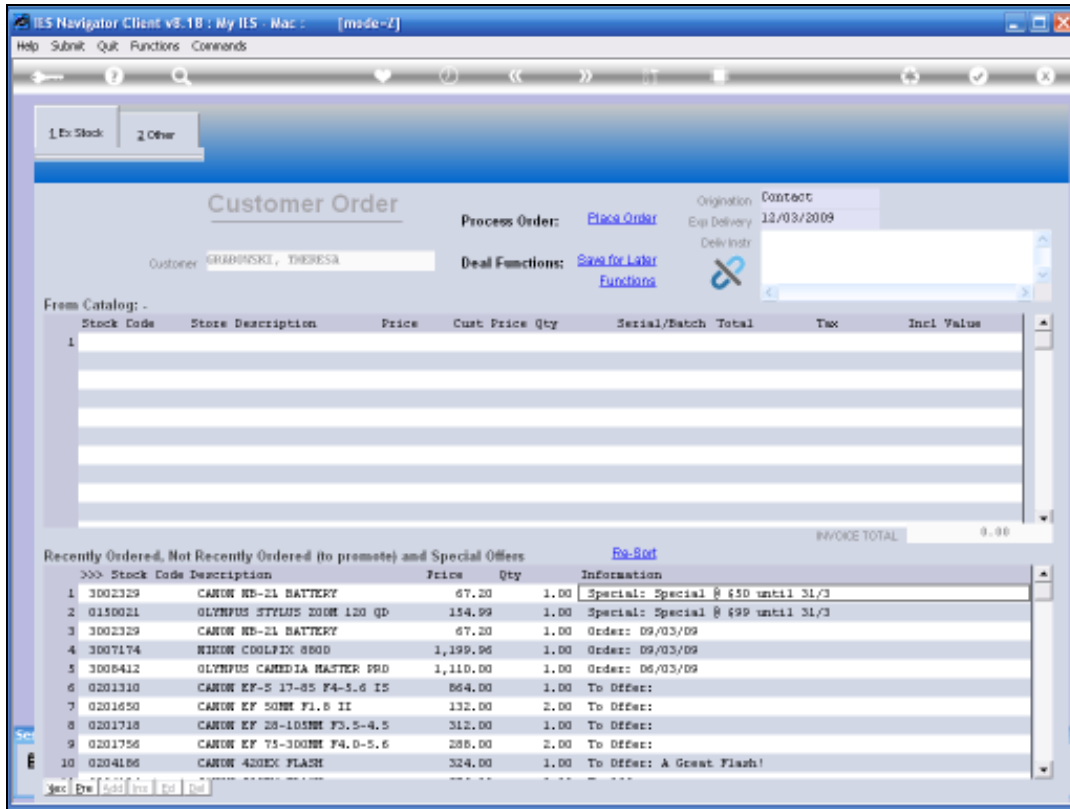 IES Navigator Client v8.18 : My IES - Mac : [mode=Z]
Help Submit Quit Functions Commands
1 Ex Stock 2 Other
Customer Order
Process Order: Place Order
Origination Contact
Exp Delivery 12/03/2009
Deliv Instr
Customer GRABOWSKI, THERESA
Deal Functions: Save for Later
Functions
From Catalog: -
Stock Code Store Description Price Cust Price Qty Serial/Batch Total Tax Incl Value
1
INVOICE TOTAL 0.00
Recently Ordered, Not Recently Ordered (to promote) and Special Offers Re-Sort
>>> Stock Code Description Price Qty Information
1 3002329 CANON NB-2L BATTERY 67.20 1.00 Special: Special @ $50 until 31/3
2 0150021 OLYMPUS STYLUS ZOOM 120 QD 154.99 1.00 Special: Special @ $99 until 31/3
3 3002329 CANON NB-2L BATTERY 67.20 1.00 Order: 09/03/09
4 3007174 NIKON COOLPIX 8800 1,199.96 1.00 Order: 09/03/09
5 3008412 OLYMPUS CAMEDIA MASTER PRO 1,110.00 1.00 Order: 06/03/09
6 0201310 CANON EF-S 17-85 F4-5.6 IS 864.00 1.00 To Offer:
7 0201650 CANON EF 50MM F1.8 II 132.00 2.00 To Offer:
8 0201718 CANON EF 28-105MM F3.5-4.5 312.00 1.00 To Offer:
9 0201756 CANON EF 75-300MM F4.0-5.6 288.00 2.00 To Offer:
10 0204186 CANON 420EX FLASH 324.00 1.00 To Offer: A Great Flash!
Nex Pre Add Ins Ed Del